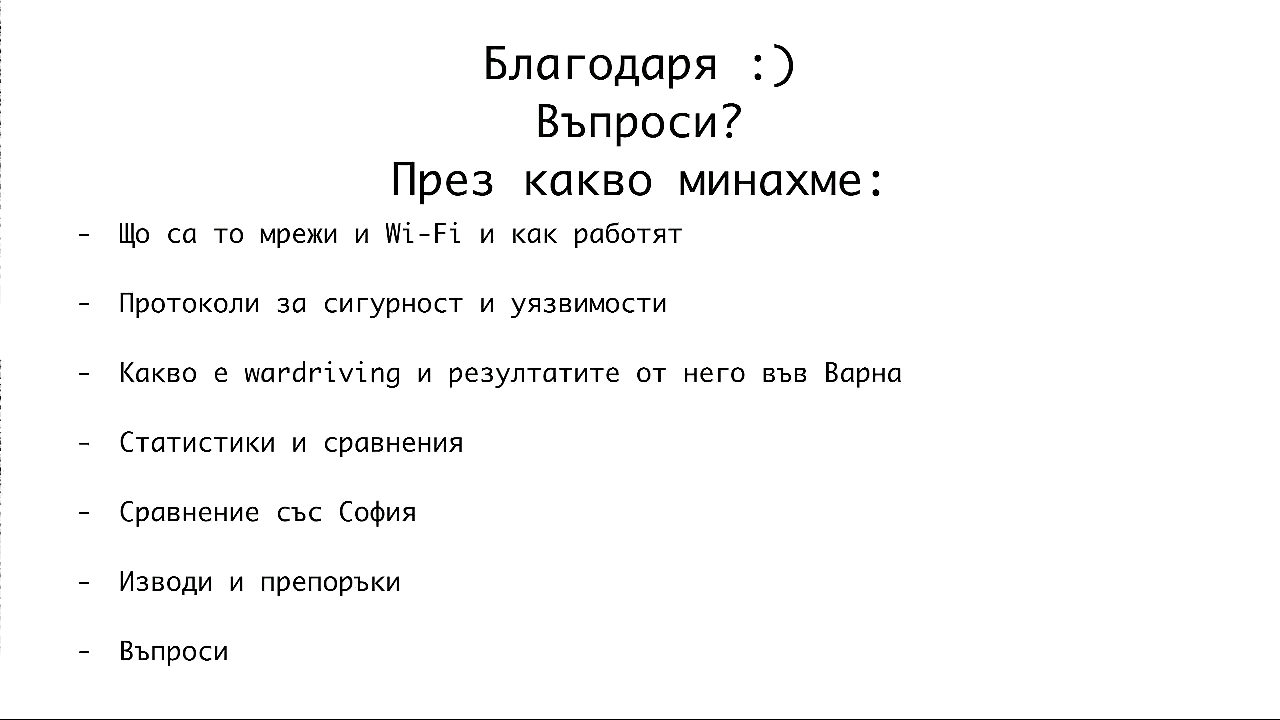 Благодаря :)
Въпроси?
През какво минахме:
- Що са то мрежи и Wi-Fi и как работят
- Протоколи за сигурност и уязвимости
- Какво е wardriving и резултатите от него във Варна
- Статистики и сравнения
- Сравнение със София
- Изводи и препоръки
- Въпроси